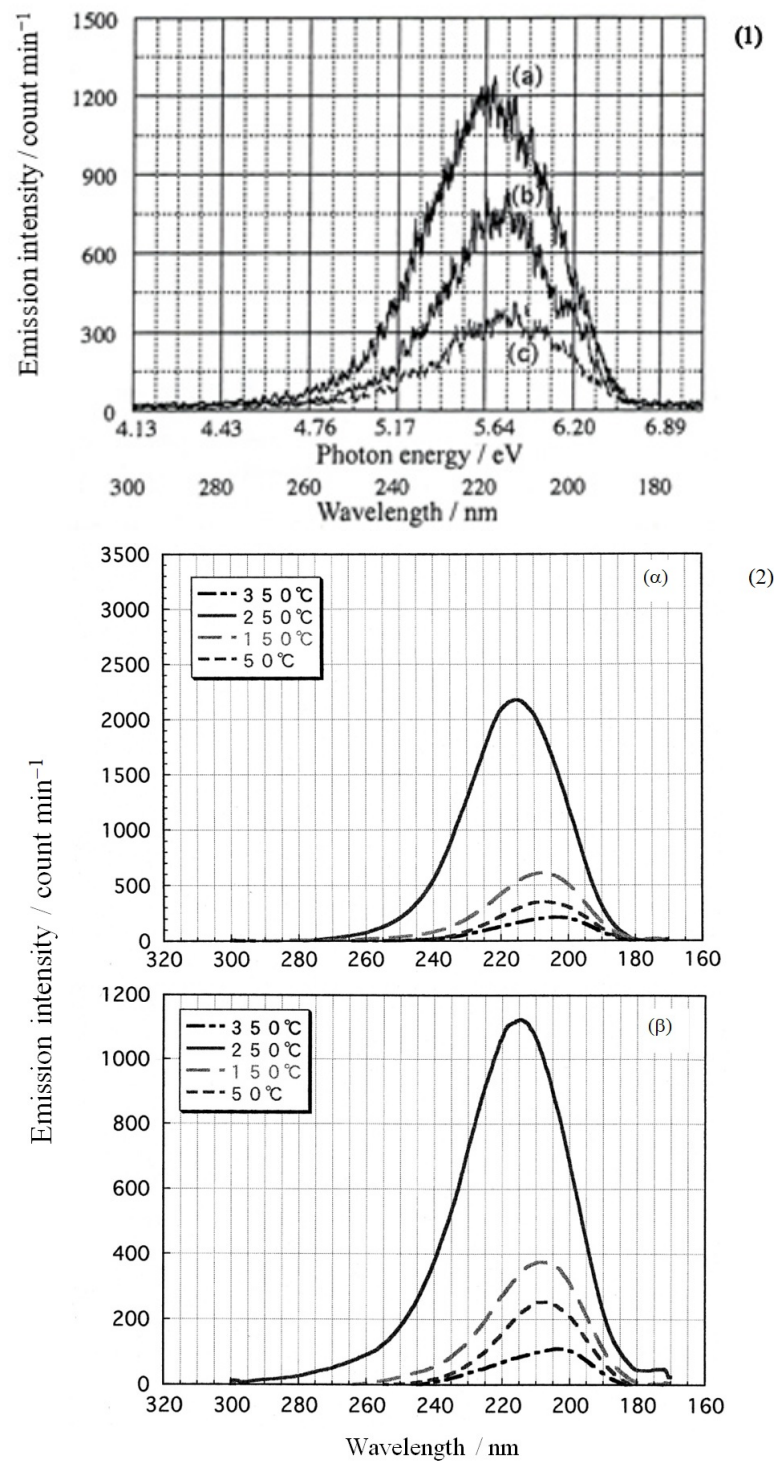 (1)
Emission intensity / count min⁻¹
1500
1200
900
600
300
0
(a)
(b)
(c)
4.13 4.43 4.76 5.17 5.64 6.20 6.89
Photon energy / eV
300 280 260 240 220 200 180
Wavelength / nm
(2)
Emission intensity / count min⁻¹
(α)
3500
3000
2500
2000
1500
1000
500
0
350℃
250℃
150℃
50℃
320 300 280 260 240 220 200 180 160
(β)
1200
1000
800
600
400
200
0
350℃
250℃
150℃
50℃
320 300 280 260 240 220 200 180 160
Wavelength / nm